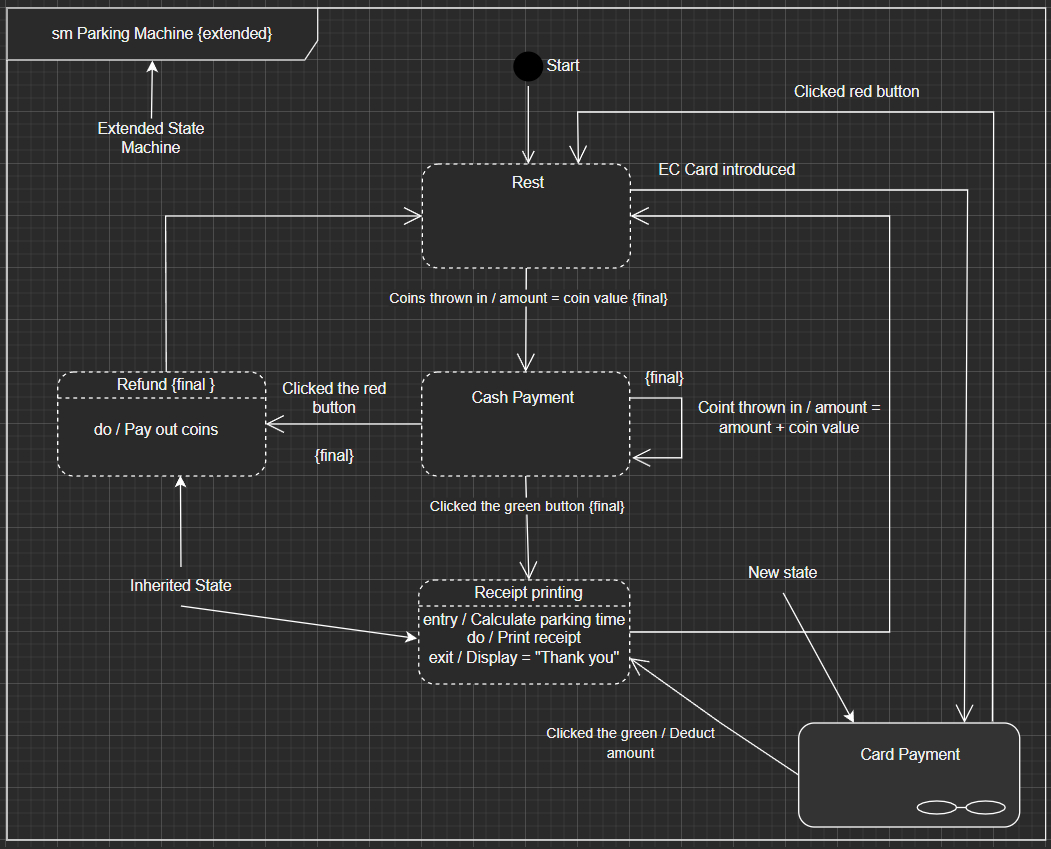 sm Parking Machine {extended}
Start
Clicked red button
Extended State
Machine
EC Card introduced
Rest
Coins thrown in / amount = coin value {final}
Refund {final }
do / Pay out coins
Clicked the red
button
{final}
Cash Payment
{final}
Coint thrown in / amount =
amount + coin value
Clicked the green button {final}
Inherited State
New state
Receipt printing
entry / Calculate parking time
do / Print receipt
exit / Display = "Thank you"
Clicked the green / Deduct
amount
Card Payment